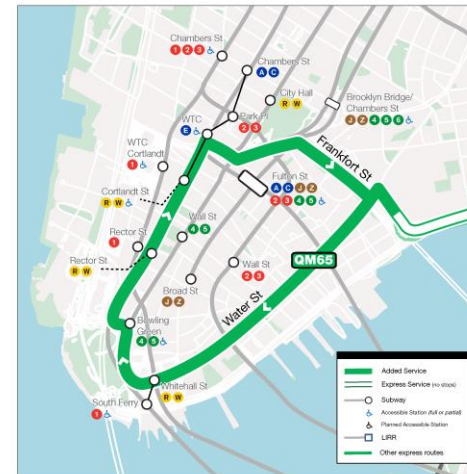 Chambers St
1 2 3
Chambers St
A C
City Hall
R W
Brooklyn Bridge/
Chambers St
J Z 4 5 6
WTC
E
Park Pl
2 3
WTC
Cortlandt
1
Frankfort St
Fulton St
A C J Z
2 3 4 5
Cortlandt St
R W
Wall St
4 5
Rector St
1
Rector St
R W
Wall St
2 3
QM65
Broad St
J Z
Water St
Bowling
Green
4 5
Whitehall St
R W
South Ferry
1
Added Service
Express Service (no stops)
Subway
Accessible Station (full or partial)
Planned Accessible Station
LIRR
Other express routes